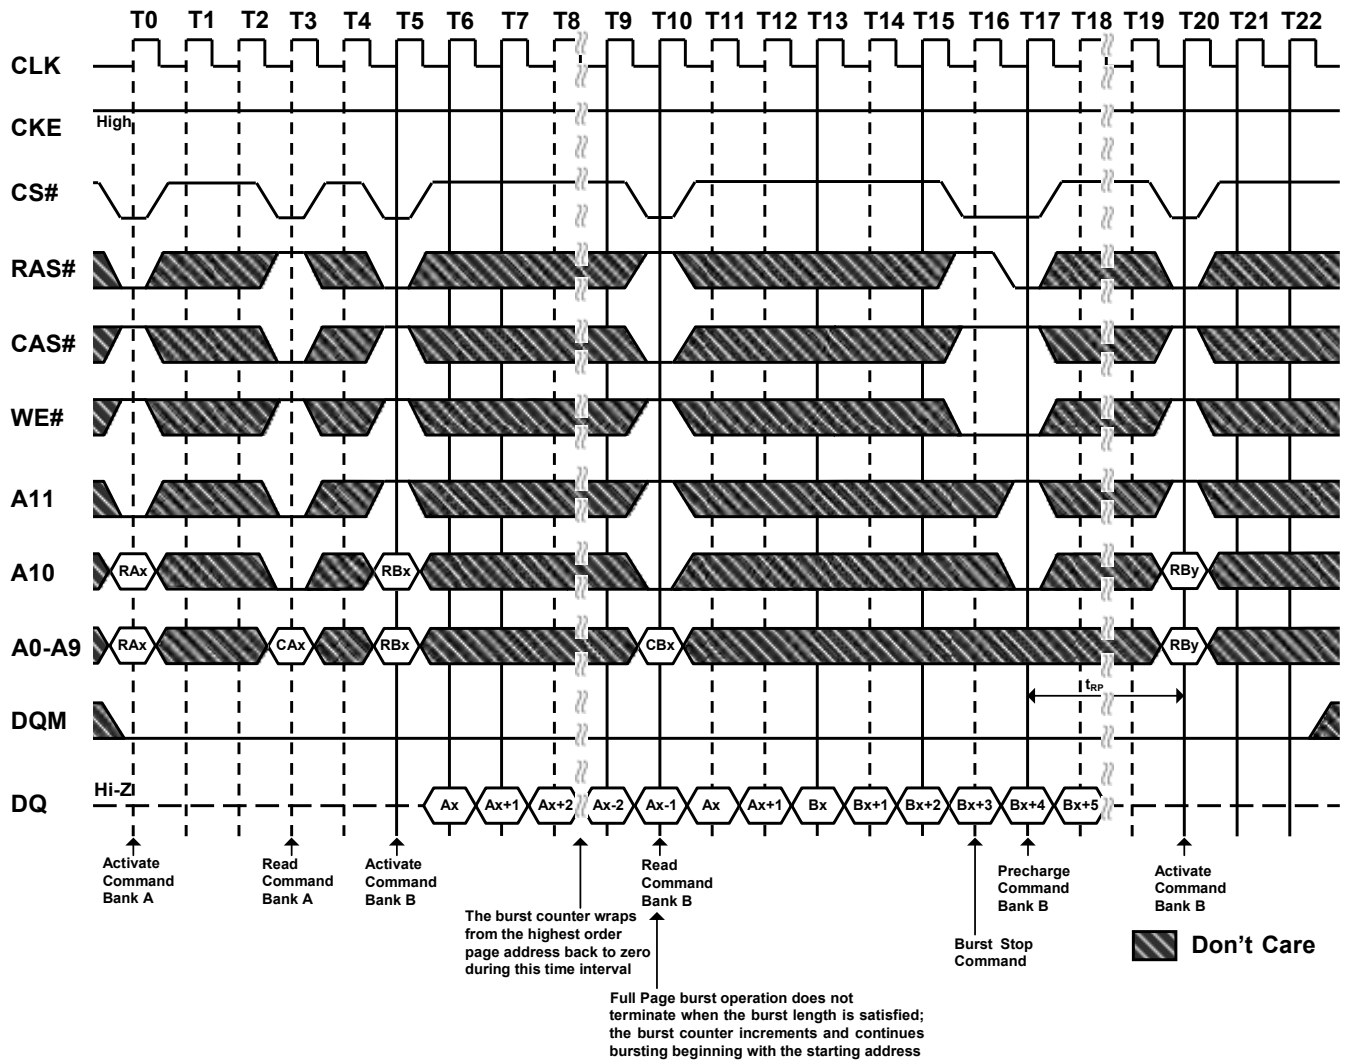 T0 T1 T2 T3 T4 T5 T6 T7 T8 T9 T10 T11 T12 T13 T14 T15 T16 T17 T18 T19 T20 T21 T22
CLK
CKE High
CS#
RAS#
CAS#
WE#
A11
A10 RAx RBx RBy
A0-A9 RAx CAx RBx CBx RBy
tRP
DQM
DQ Hi-Z Ax Ax+1 Ax+2 Ax-2 Ax-1 Ax Ax+1 Bx Bx+1 Bx+2 Bx+3 Bx+4 Bx+5
Activate
Command
Bank A
Read
Command
Bank A
Activate
Command
Bank B
The burst counter wraps
from the highest order
page address back to zero
during this time interval
Read
Command
Bank B
Full Page burst operation does not
terminate when the burst length is satisfied;
the burst counter increments and continues
bursting beginning with the starting address
Burst Stop
Command
Precharge
Command
Bank B
Activate
Command
Bank B
Don't Care